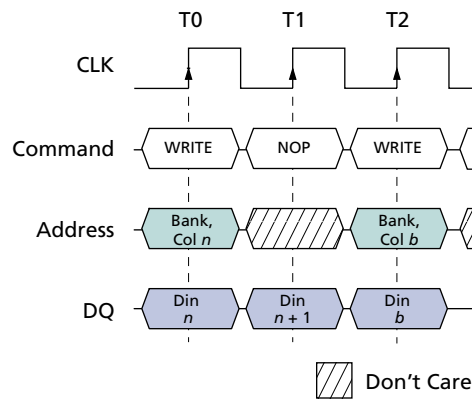 T0 T1 T2
CLK
Command WRITE NOP WRITE
Address Bank, Col n Bank, Col b
DQ Din n Din n + 1 Din b
Don't Care